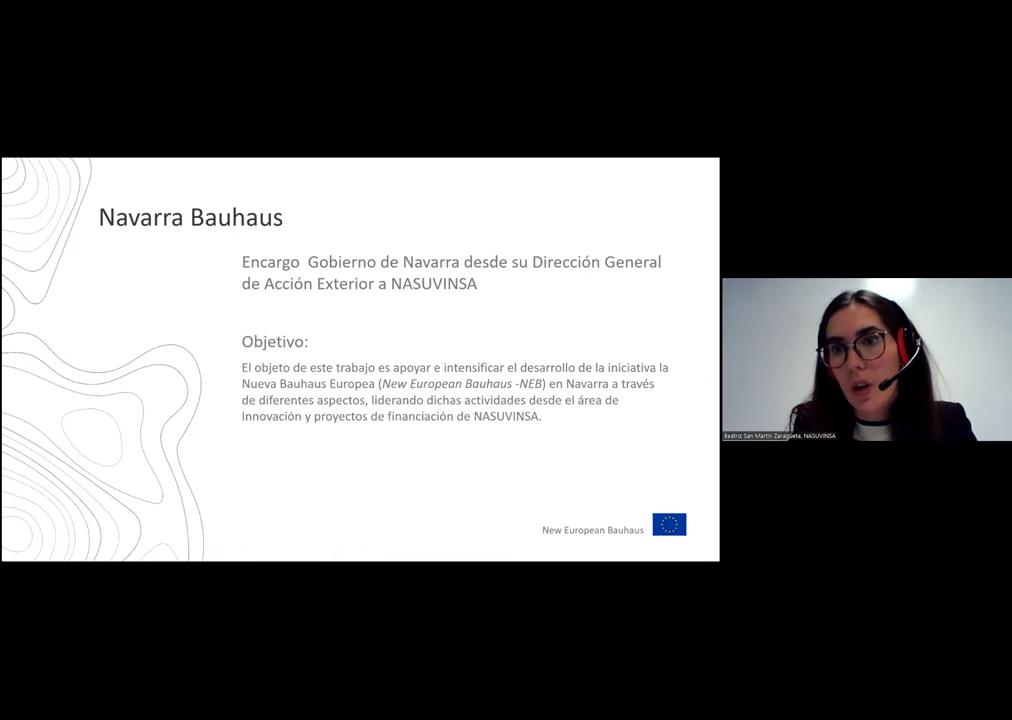 Navarra Bauhaus
Encargo Gobierno de Navarra desde su Dirección General
de Acción Exterior a NASUVINSA
Objetivo:
El objeto de este trabajo es apoyar e intensificar el desarrollo de la iniciativa la
Nueva Bauhaus Europea (New European Bauhaus -NEB) en Navarra a través
de diferentes aspectos, liderando dichas actividades desde el área de
Innovación y proyectos de financiación de NASUVINSA.
New European Bauhaus
Beatriz San Martín Zaragüeta, NASUVINSA